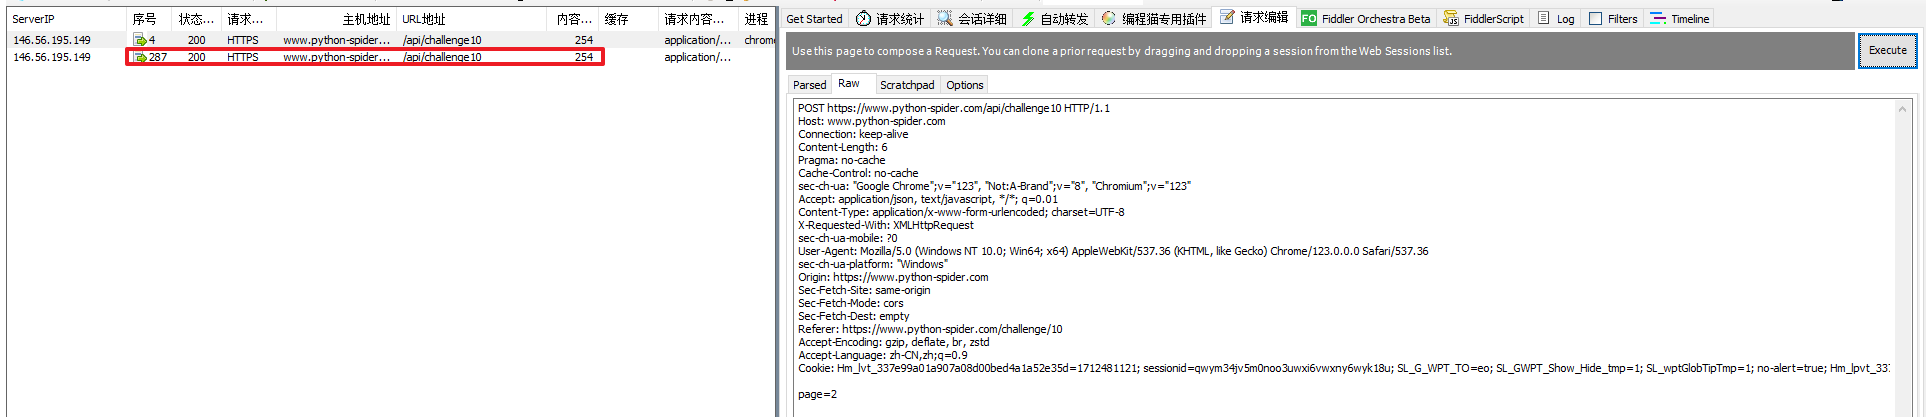 ServerIP 序号 状态... 请求... 主机地址 URL地址 内容... 缓存 请求内容... 进程
146.56.195.149 4 200 HTTPS www.python-spider... /api/challenge10 254 application/... chrome
146.56.195.149 287 200 HTTPS www.python-spider... /api/challenge10 254 application/...
Get Started 请求统计 会话详细 自动转发 编程猫专用插件 请求编辑 FO Fiddler Orchestra Beta FiddlerScript Log Filters Timeline
Use this page to compose a Request. You can clone a prior request by dragging and dropping a session from the Web Sessions list.
Execute
Parsed Raw Scratchpad Options
POST https://www.python-spider.com/api/challenge10 HTTP/1.1
Host: www.python-spider.com
Connection: keep-alive
Content-Length: 6
Pragma: no-cache
Cache-Control: no-cache
sec-ch-ua: "Google Chrome";v="123", "Not:A-Brand";v="8", "Chromium";v="123"
Accept: application/json, text/javascript, */*; q=0.01
Content-Type: application/x-www-form-urlencoded; charset=UTF-8
X-Requested-With: XMLHttpRequest
sec-ch-ua-mobile: ?0
User-Agent: Mozilla/5.0 (Windows NT 10.0; Win64; x64) AppleWebKit/537.36 (KHTML, like Gecko) Chrome/123.0.0.0 Safari/537.36
sec-ch-ua-platform: "Windows"
Origin: https://www.python-spider.com
Sec-Fetch-Site: same-origin
Sec-Fetch-Mode: cors
Sec-Fetch-Dest: empty
Referer: https://www.python-spider.com/challenge/10
Accept-Encoding: gzip, deflate, br, zstd
Accept-Language: zh-CN,zh;q=0.9
Cookie: Hm_lvt_337e99a01a907a08d00bed4a1a52e35d=1712481121; sessionid=qwym34jv5m0noo3uwxi6vwxny6wyk18u; SL_G_WPT_TO=eo; SL_GWPT_Show_Hide_tmp=1; SL_wptGlobTipTmp=1; no-alert=true; Hm_lpvt_33
page=2